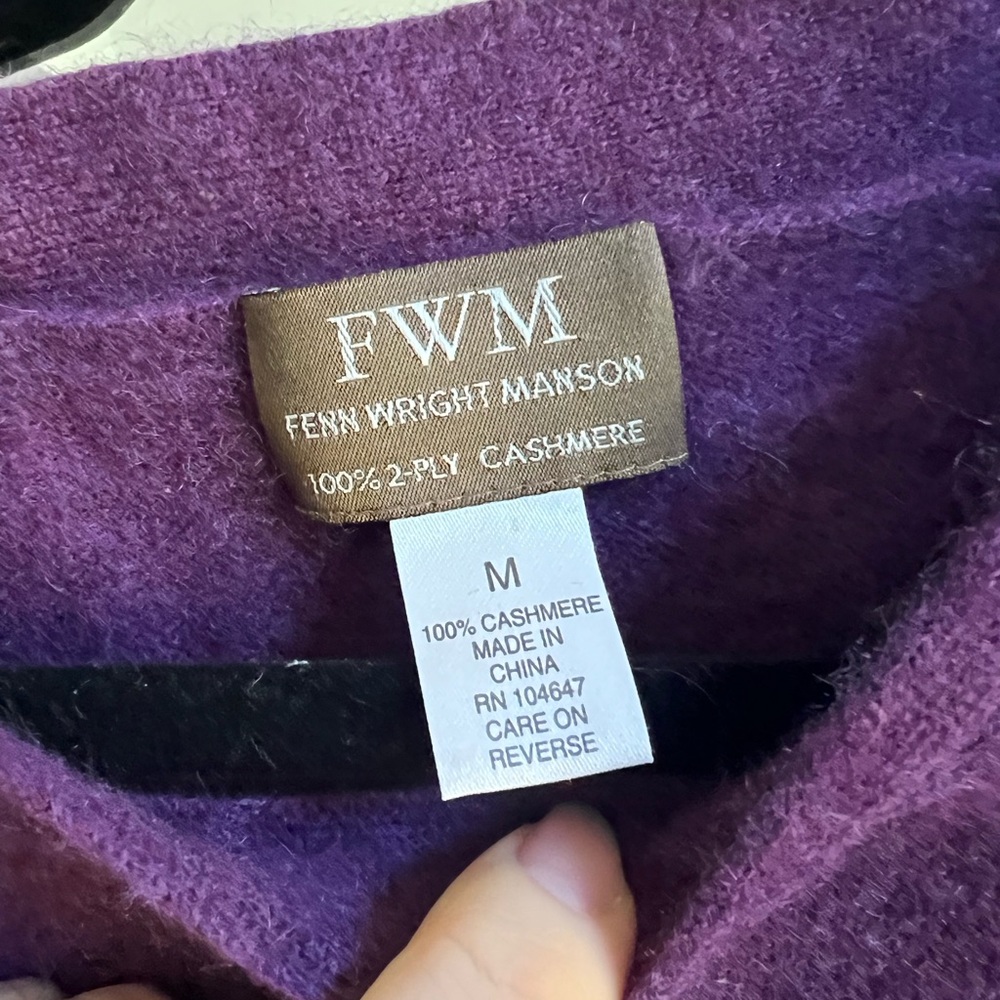 FWM
FENN WRIGHT MANSON
100% 2-PLY CASHMERE
M
100% CASHMERE
MADE IN
CHINA
RN 104647
CARE ON
REVERSE